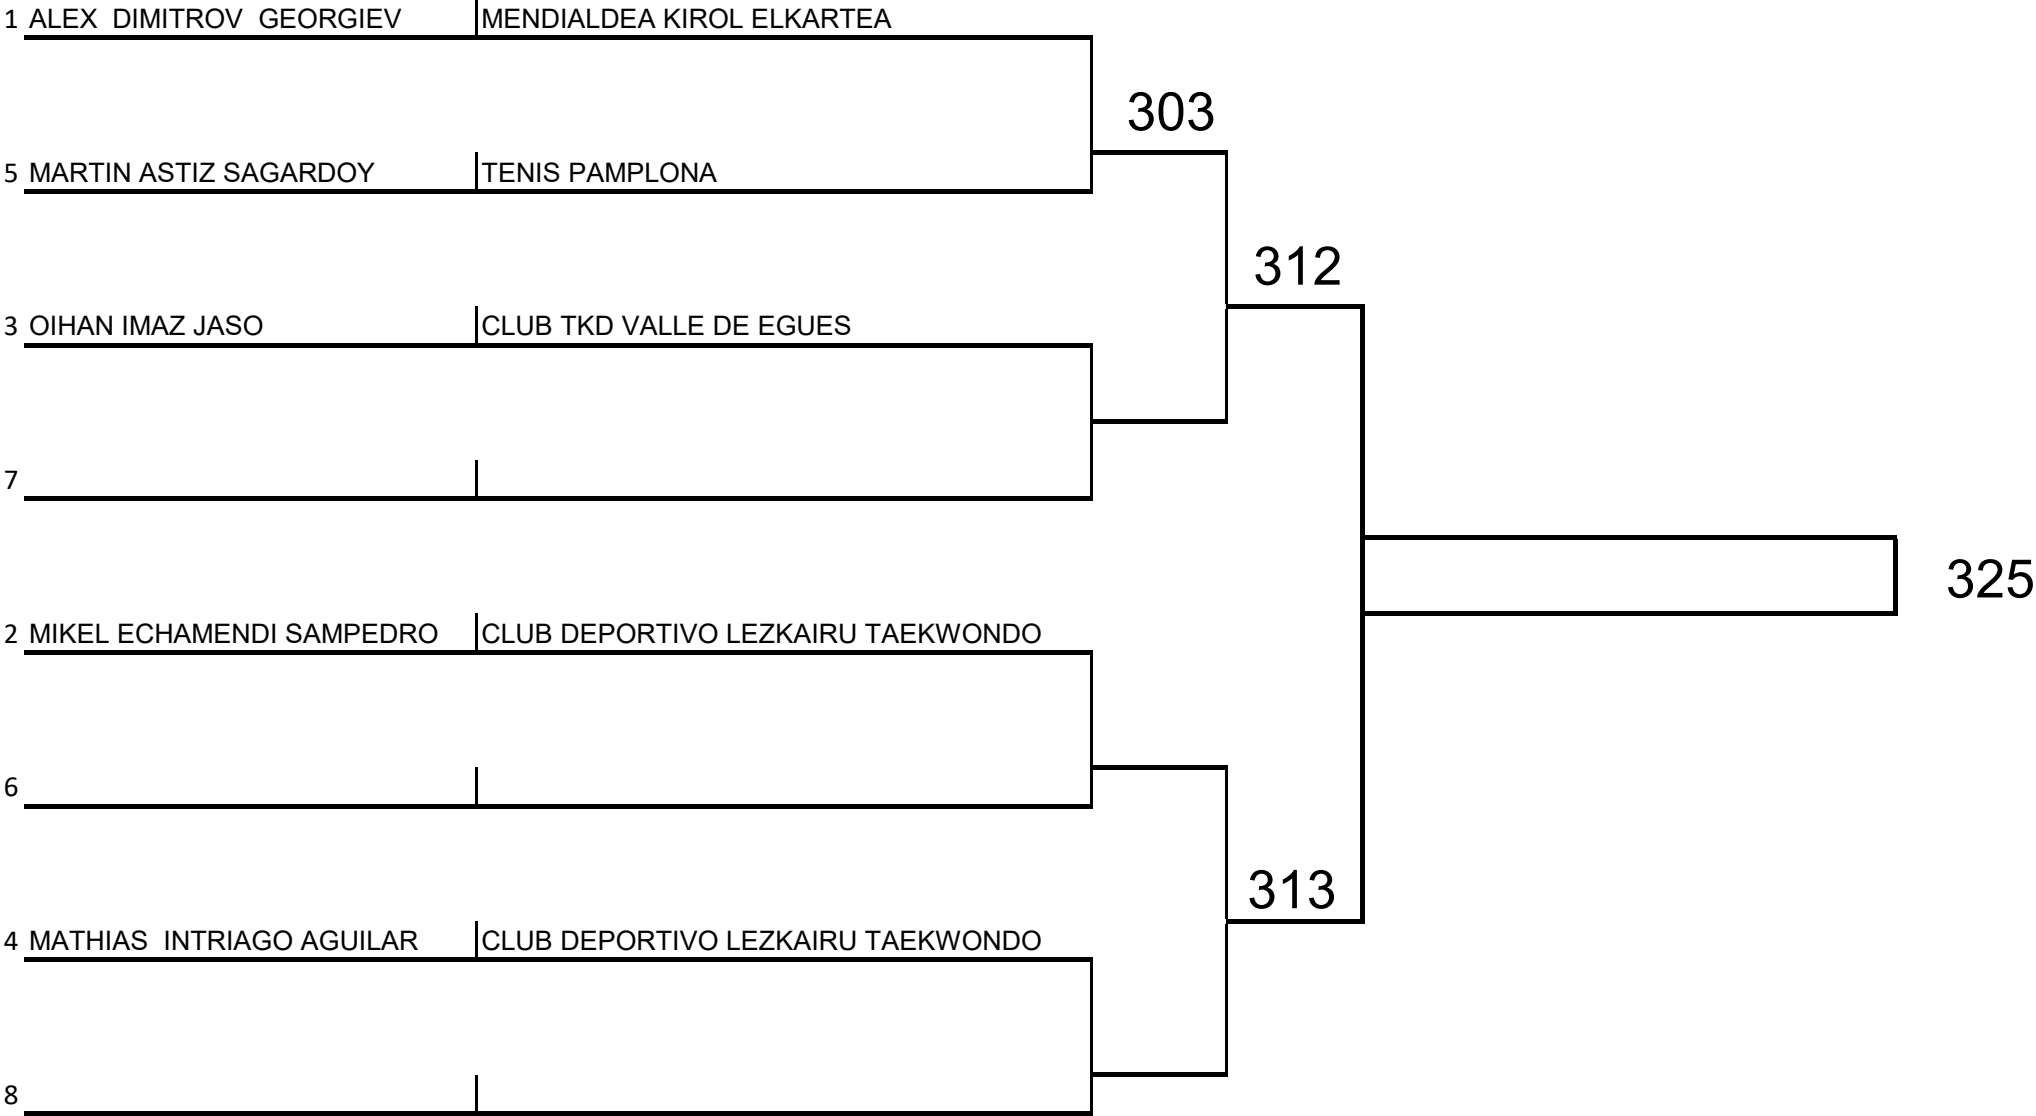 1 ALEX DIMITROV GEORGIEV MENDIALDEA KIROL ELKARTEA
303
5 MARTIN ASTIZ SAGARDOY TENIS PAMPLONA
312
3 OIHAN IMAZ JASO CLUB TKD VALLE DE EGUES
7
325
2 MIKEL ECHAMENDI SAMPEDRO CLUB DEPORTIVO LEZKAIRU TAEKWONDO
6
313
4 MATHIAS INTRIAGO AGUILAR CLUB DEPORTIVO LEZKAIRU TAEKWONDO
8